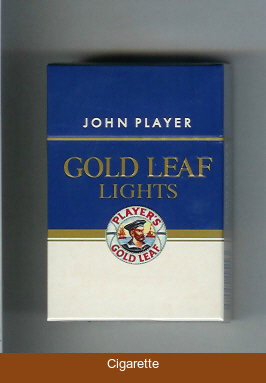 JOHN PLAYER
GOLD LEAF
LIGHTS
PLAYER'S
GOLD LEAF
Cigarette